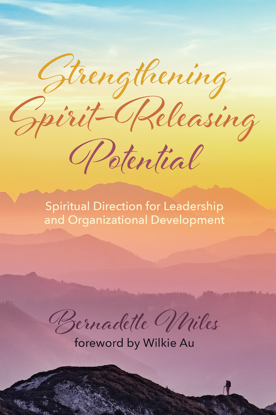 Strengthening
Spirit–Releasing
Potential
Spiritual Direction for Leadership
and Organizational Development
Bernadette Miles
foreword by Wilkie Au